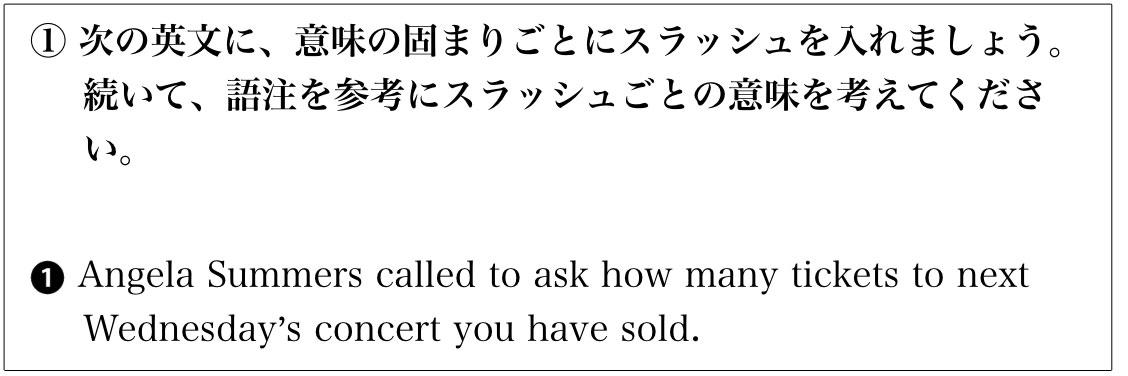 ① 次の英文に、意味の固まりごとにスラッシュを入れましょう。
続いて、語注を参考にスラッシュごとの意味を考えてくださ
い。
❶ Angela Summers called to ask how many tickets to next
Wednesday’s concert you have sold.